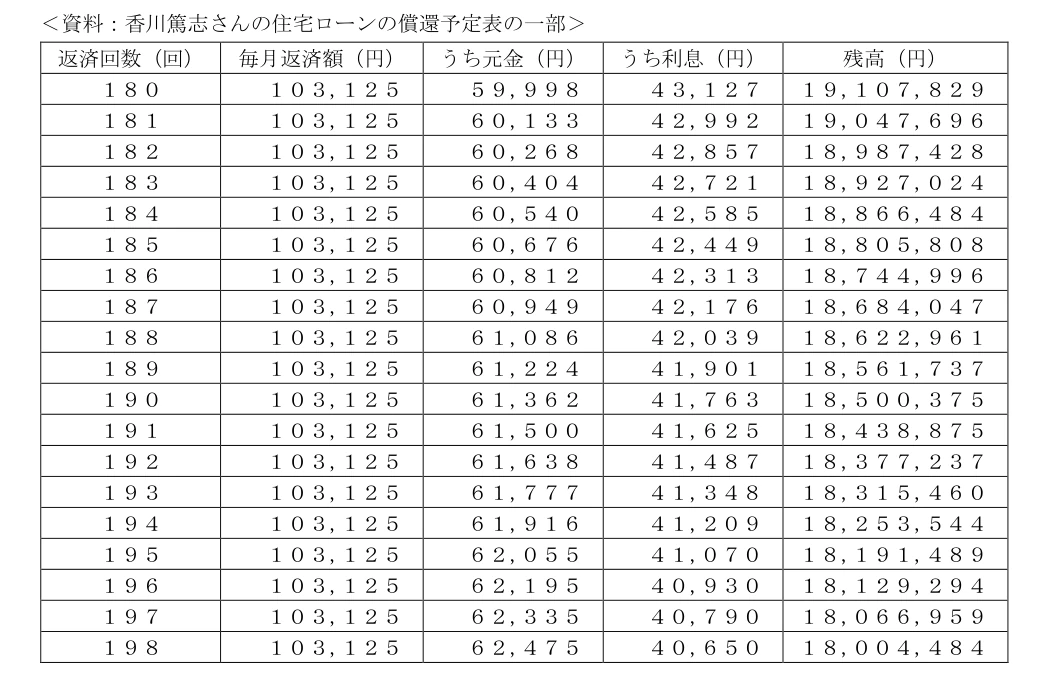 ＜資料：香川篤志さんの住宅ローンの償還予定表の一部＞
返済回数（回） 毎月返済額（円） うち元金（円） うち利息（円） 残高（円）
１８０ １０３,１２５ ５９,９９８ ４３,１２７ １９,１０７,８２９
１８１ １０３,１２５ ６０,１３３ ４２,９９２ １９,０４７,６９６
１８２ １０３,１２５ ６０,２６８ ４２,８５７ １８,９８７,４２８
１８３ １０３,１２５ ６０,４０４ ４２,７２１ １８,９２７,０２４
１８４ １０３,１２５ ６０,５４０ ４２,５８５ １８,８６６,４８４
１８５ １０３,１２５ ６０,６７６ ４２,４４９ １８,８０５,８０８
１８６ １０３,１２５ ６０,８１２ ４２,３１３ １８,７４４,９９６
１８７ １０３,１２５ ６０,９４９ ４２,１７６ １８,６８４,０４７
１８８ １０３,１２５ ６１,０８６ ４２,０３９ １８,６２２,９６１
１８９ １０３,１２５ ６１,２２４ ４１,９０１ １８,５６１,７３７
１９０ １０３,１２５ ６１,３６２ ４１,７６３ １８,５００,３７５
１９１ １０３,１２５ ６１,５００ ４１,６２５ １８,４３８,８７５
１９２ １０３,１２５ ６１,６３８ ４１,４８７ １８,３７７,２３７
１９３ １０３,１２５ ６１,７７７ ４１,３４８ １８,３１５,４６０
１９４ １０３,１２５ ６１,９１６ ４１,２０９ １８,２５３,５４４
１９５ １０３,１２５ ６２,０５５ ４１,０７０ １８,１９１,４８９
１９６ １０３,１２５ ６２,１９５ ４０,９３０ １８,１２９,２９４
１９７ １０３,１２５ ６２,３３５ ４０,７９０ １８,０６６,９５９
１９８ １０３,１２５ ６２,４７５ ４０,６５０ １８,００４,４８４